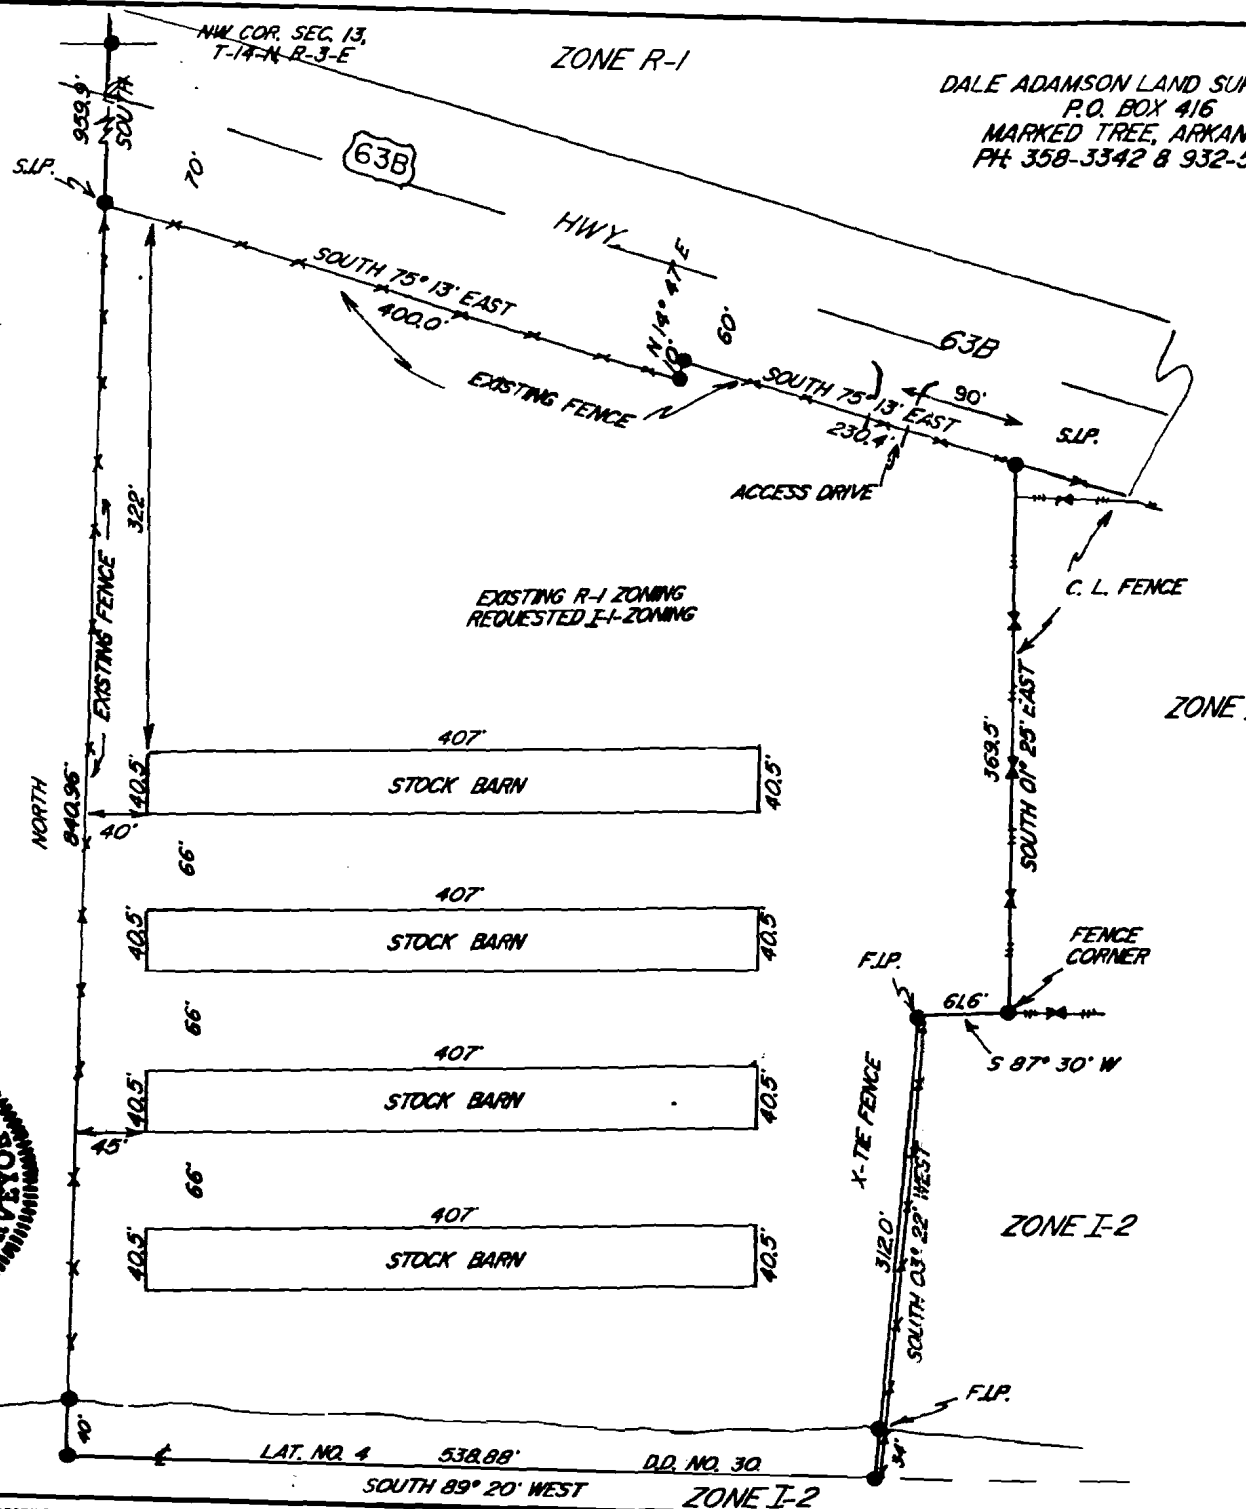 NW COR. SEC. 13,
T-14-N, R-3-E
ZONE R-1
DALE ADAMSON LAND
P.O. BOX 416
MARKED TREE,
PH: 358-3342 & 932-
959.9'
SOUTH
S.I.P.
70'
63B
HWY.
SOUTH 75° 13' EAST
400.0'
N 14° 47' E
10'
60'
63B
EXISTING FENCE
SOUTH 75° 13' EAST
90'
230.4'
S.I.P.
ACCESS DRIVE
322'
EXISTING FENCE
C. L. FENCE
EXISTING R-1 ZONING
REQUESTED I-1-ZONING
ZONE
369.5'
SOUTH 01° 25' EAST
NORTH
840.96'
407'
40.5'
STOCK BARN
40.5'
40'
66'
407'
40.5'
STOCK BARN
40.5'
FENCE
CORNER
F.I.P.
61.6'
S 87° 30' W
66'
407'
40.5'
STOCK BARN
40.5'
45'
X-TIE FENCE
66'
312.0'
SOUTH 03° 22' WEST
ZONE I-2
407'
40.5'
STOCK BARN
40.5'
F.I.P.
40'
LAT. NO. 4
538.88'
D.D. NO. 30
34'
SOUTH 89° 20' WEST
ZONE I-2